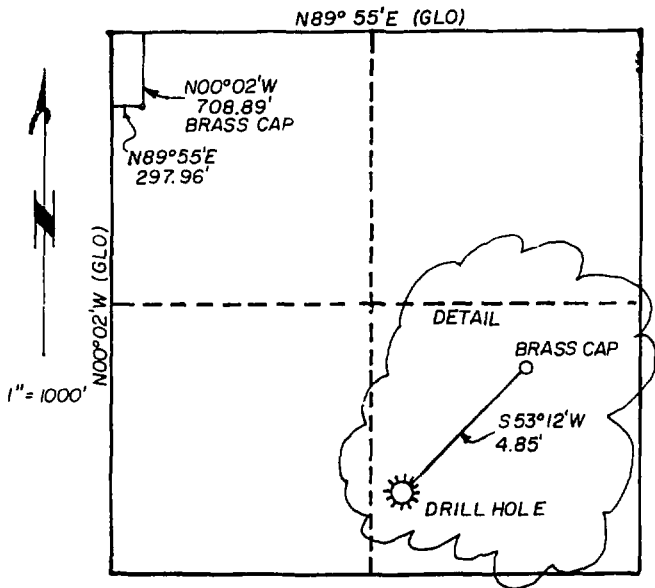 N89° 55'E (GLO)
N00°02'W
708.89'
BRASS CAP
N89°55'E
297.96'
N
N00°02'W (GLO)
1" = 1000'
DETAIL
BRASS CAP
S53°12'W
4.85'
DRILL HOLE